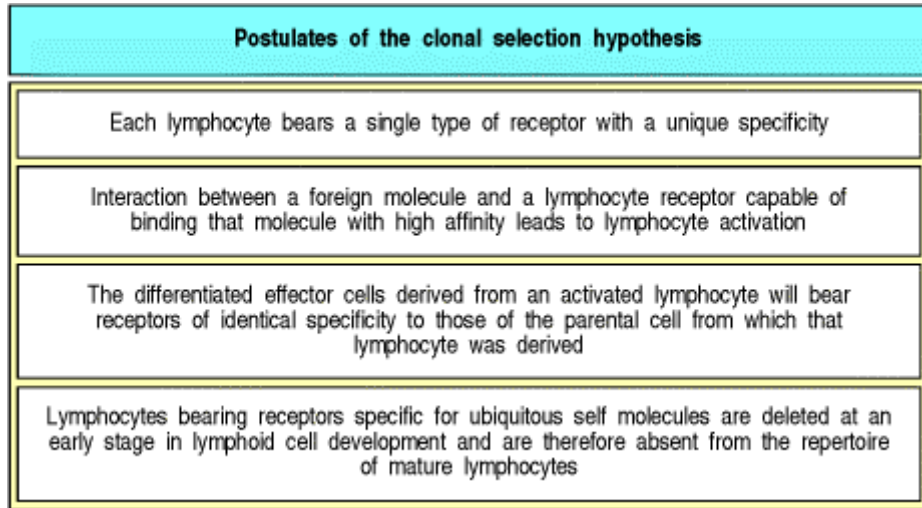 Postulates of the clonal selection hypothesis
Each lymphocyte bears a single type of receptor with a unique specificity
Interaction between a foreign molecule and a lymphocyte receptor capable of
binding that molecule with high affinity leads to lymphocyte activation
The differentiated effector cells derived from an activated lymphocyte will bear
receptors of identical specificity to those of the parental cell from which that
lymphocyte was derived
Lymphocytes bearing receptors specific for ubiquitous self molecules are deleted at an
early stage in lymphoid cell development and are therefore absent from the repertoire
of mature lymphocytes